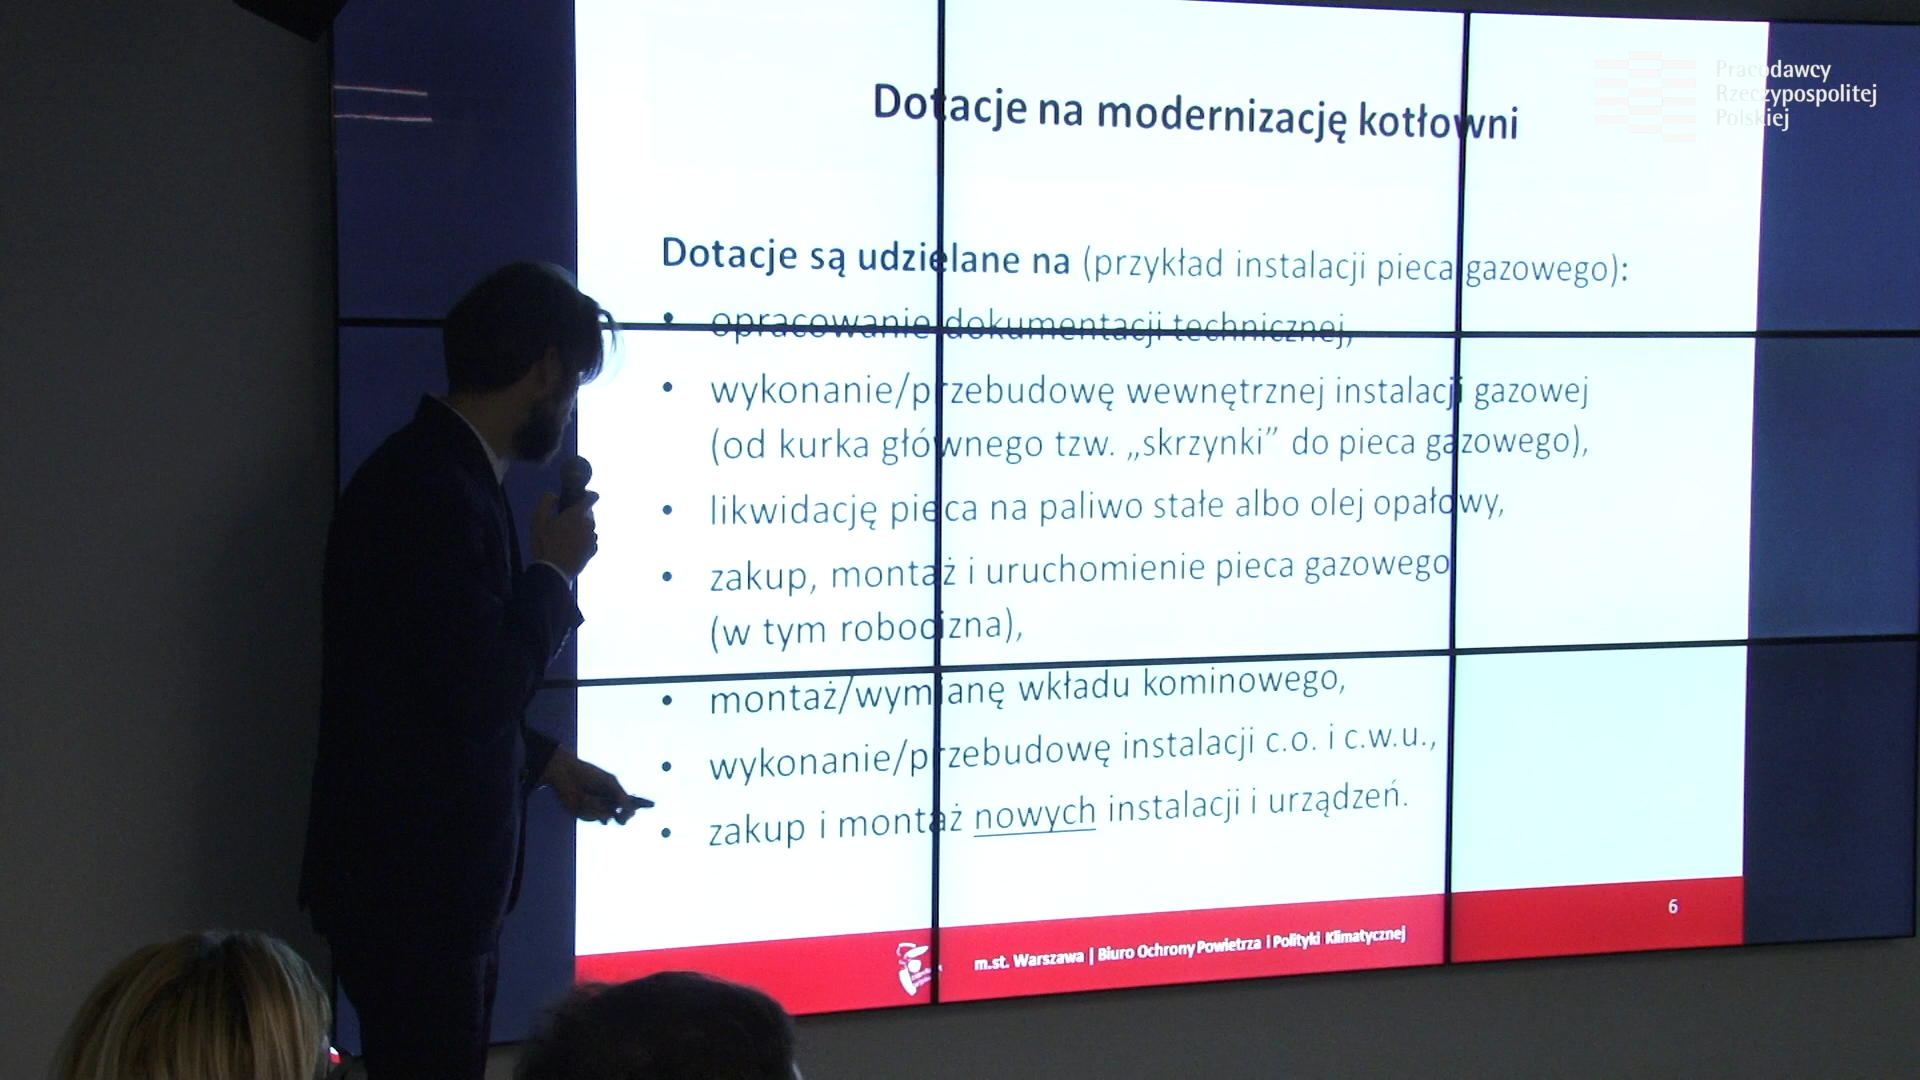 Pracodawcy
Rzeczypospolitej
Polskiej
Dotacje na modernizację kotłowni
Dotacje są udzielane na (przykład instalacji pieca gazowego):
• opracowanie dokumentacji technicznej,
• wykonanie/przebudowę wewnętrznej instalacji gazowej
(od kurka głównego tzw. „skrzynki” do pieca gazowego),
• likwidację pieca na paliwo stałe albo olej opałowy,
• zakup, montaż i uruchomienie pieca gazowego
(w tym robocizna),
• montaż/wymianę wkładu kominowego,
• wykonanie/przebudowę instalacji c.o. i c.w.u.,
• zakup i montaż nowych instalacji i urządzeń.
6
m.st. Warszawa | Biuro Ochrony Powietrza i Polityki Klimatycznej